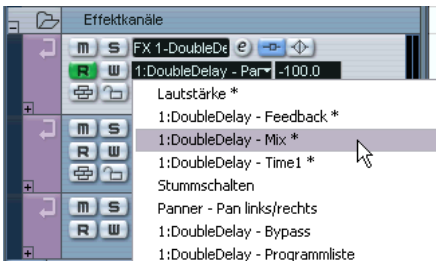 Effektkanäle
m S FX 1-DoubleDe e
R W 1:DoubleDelay - Par -100.0
Lautstärke *
1:DoubleDelay - Feedback *
m S 1:DoubleDelay - Mix *
R W 1:DoubleDelay - Time1 *
Stummschalten
m S Panner - Pan links/rechts
R W 1:DoubleDelay - Bypass
1:DoubleDelay - Programmliste